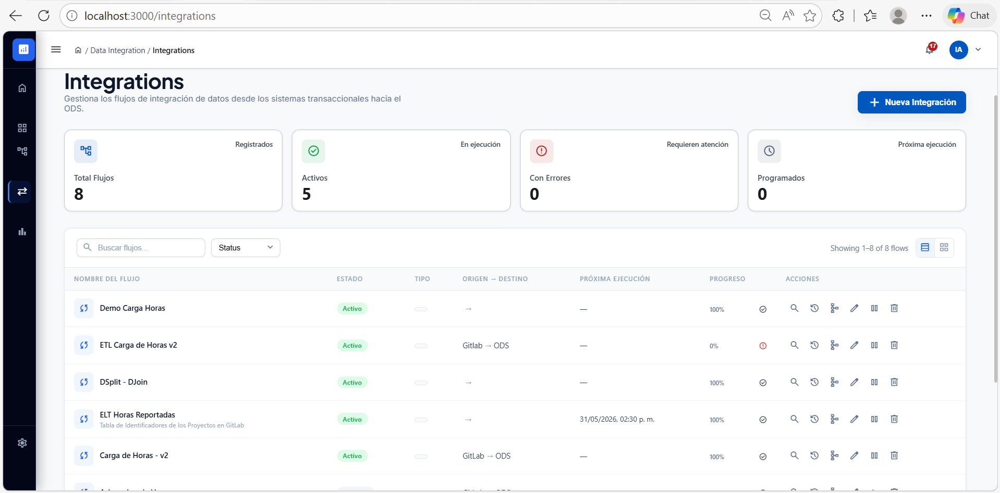 localhost:3000/integrations
Chat
/ Data Integration / Integrations
17
IA
Integrations
Gestiona los flujos de integración de datos desde los sistemas transaccionales hacia el
ODS.
Nueva Integración
Registrados
Total Flujos
8
En ejecución
Activos
5
Requieren atención
Con Errores
0
Próxima ejecución
Programados
0
Buscar flujos...
Status
Showing 1–8 of 8 flows
NOMBRE DEL FLUJO ESTADO TIPO ORIGEN → DESTINO PRÓXIMA EJECUCIÓN PROGRESO ACCIONES
Demo Carga Horas Activo → — 100%
ETL Carga de Horas v2 Activo Gitlab → ODS — 0%
DSplit - DJoin Activo → — 100%
ELT Horas Reportadas Activo → 31/05/2026, 02:30 p. m. 100%
Tabla de Identificadores de los Proyectos en GitLab
Carga de Horas - v2 Activo GitLab → ODS — 100%